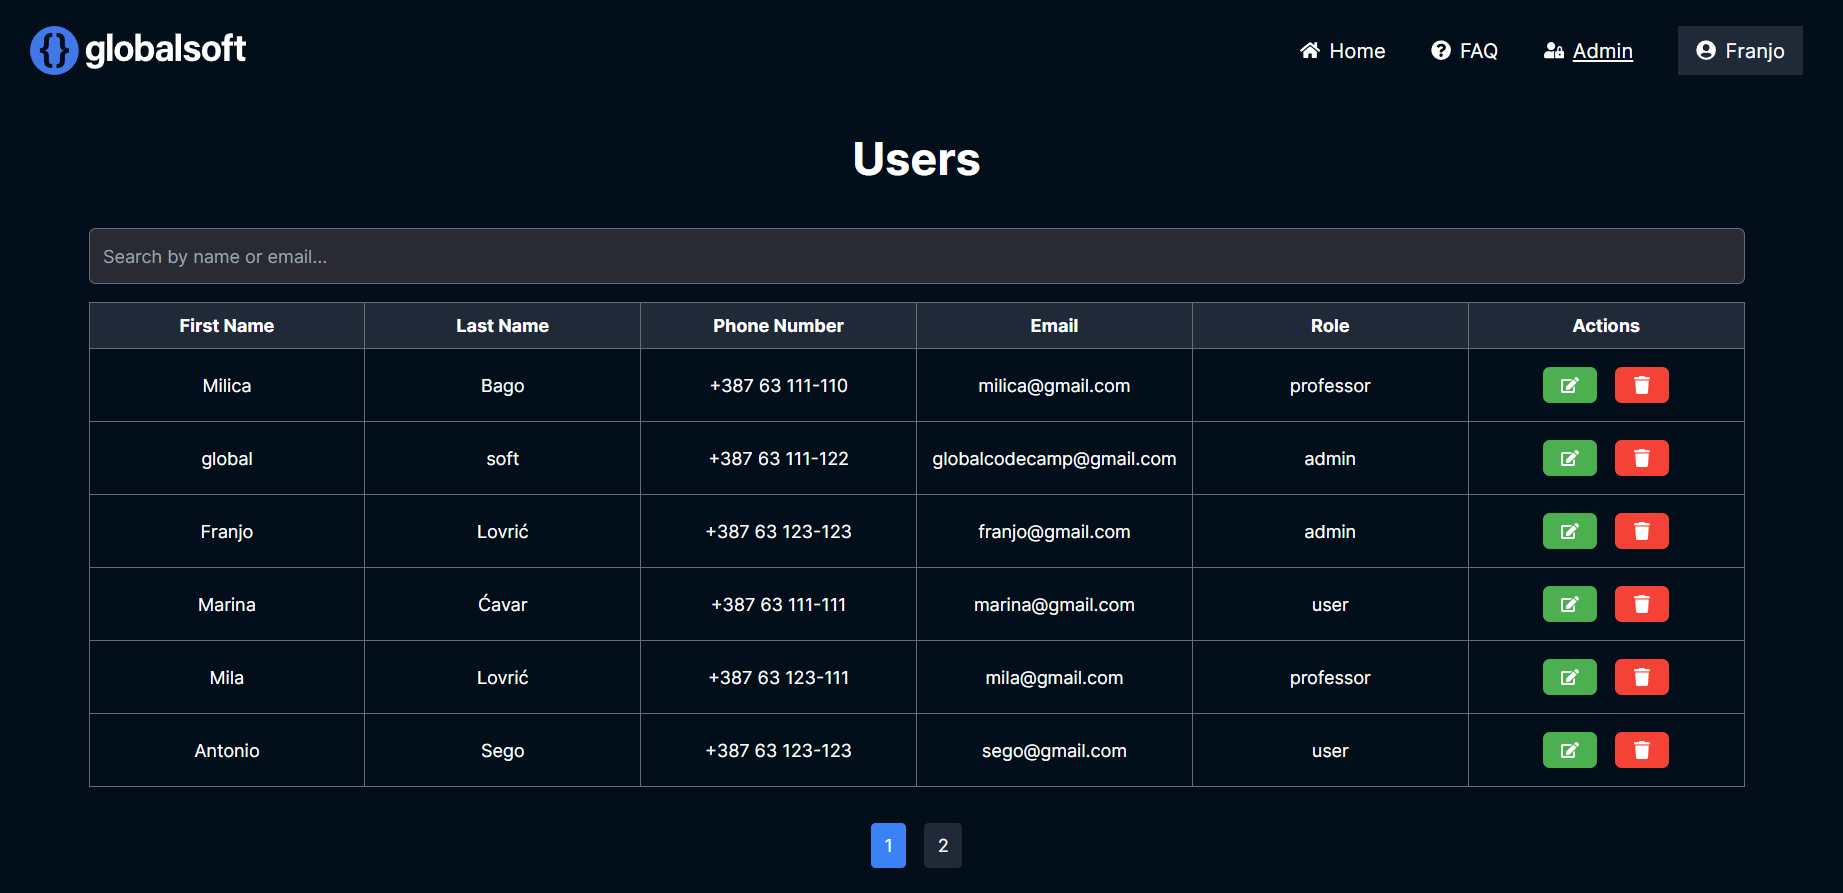 {} globalsoft
Home FAQ Admin Franjo
Users
Search by name or email...
First Name Last Name Phone Number Email Role Actions
Milica Bago +387 63 111-110 milica@gmail.com professor
global soft +387 63 111-122 globalcodecamp@gmail.com admin
Franjo Lovrić +387 63 123-123 franjo@gmail.com admin
Marina Ćavar +387 63 111-111 marina@gmail.com user
Mila Lovrić +387 63 123-111 mila@gmail.com professor
Antonio Sego +387 63 123-123 sego@gmail.com user
1 2